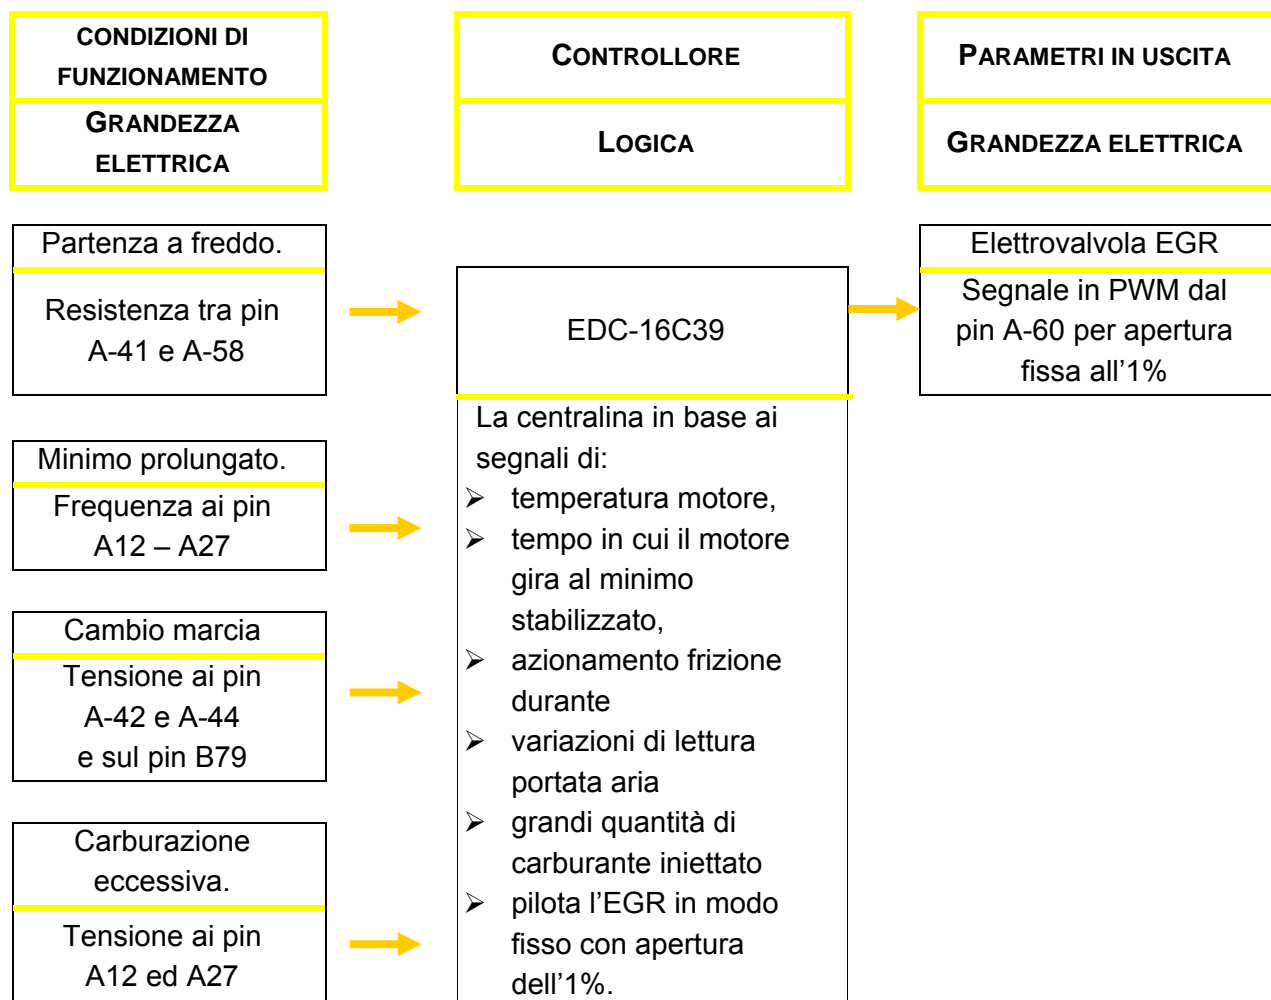 CONDIZIONI DI
FUNZIONAMENTO
GRANDEZZA
ELETTRICA
CONTROLLORE
LOGICA
PARAMETRI IN USCITA
GRANDEZZA ELETTRICA
Partenza a freddo.
Resistenza tra pin
A-41 e A-58
Minimo prolungato.
Frequenza ai pin
A12 – A27
Cambio marcia
Tensione ai pin
A-42 e A-44
e sul pin B79
Carburazione
eccessiva.
Tensione ai pin
A12 ed A27
EDC-16C39
La centralina in base ai
segnali di:
➢ temperatura motore,
➢ tempo in cui il motore
gira al minimo
stabilizzato,
➢ azionamento frizione
durante
➢ variazioni di lettura
portata aria
➢ grandi quantità di
carburante iniettato
➢ pilota l’EGR in modo
fisso con apertura
dell’1%.
Elettrovalvola EGR
Segnale in PWM dal
pin A-60 per apertura
fissa all’1%